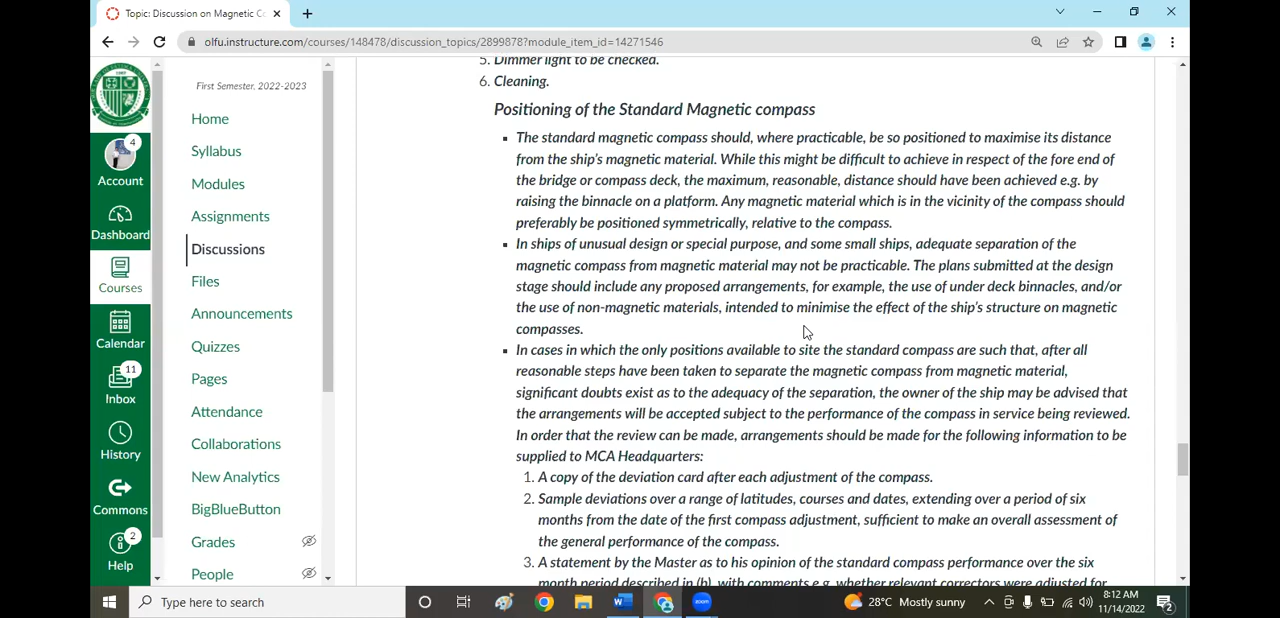 Topic: Discussion on Magnetic Co
olfu.instructure.com/courses/148478/discussion_topics/2899878?module_item_id=14271546
4
Account
Dashboard
Courses
Calendar
11
Inbox
History
Commons
2
Help
First Semester, 2022-2023
Home
Syllabus
Modules
Assignments
Discussions
Files
Announcements
Quizzes
Pages
Attendance
Collaborations
New Analytics
BigBlueButton
Grades
People
5. Dimmer light to be checked.
6. Cleaning.
Positioning of the Standard Magnetic compass
▪ The standard magnetic compass should, where practicable, be so positioned to maximise its distance
from the ship's magnetic material. While this might be difficult to achieve in respect of the fore end of
the bridge or compass deck, the maximum, reasonable, distance should have been achieved e.g. by
raising the binnacle on a platform. Any magnetic material which is in the vicinity of the compass should
preferably be positioned symmetrically, relative to the compass.
▪ In ships of unusual design or special purpose, and some small ships, adequate separation of the
magnetic compass from magnetic material may not be practicable. The plans submitted at the design
stage should include any proposed arrangements, for example, the use of under deck binnacles, and/or
the use of non-magnetic materials, intended to minimise the effect of the ship's structure on magnetic
compasses.
▪ In cases in which the only positions available to site the standard compass are such that, after all
reasonable steps have been taken to separate the magnetic compass from magnetic material,
significant doubts exist as to the adequacy of the separation, the owner of the ship may be advised that
the arrangements will be accepted subject to the performance of the compass in service being reviewed.
In order that the review can be made, arrangements should be made for the following information to be
supplied to MCA Headquarters:
1. A copy of the deviation card after each adjustment of the compass.
2. Sample deviations over a range of latitudes, courses and dates, extending over a period of six
months from the date of the first compass adjustment, sufficient to make an overall assessment of
the general performance of the compass.
3. A statement by the Master as to his opinion of the standard compass performance over the six
month period described in (b), with comments e.g. whether relevant correctors were adjusted for
Type here to search
W
zoom
28°C Mostly sunny
8:12 AM
11/14/2022
2